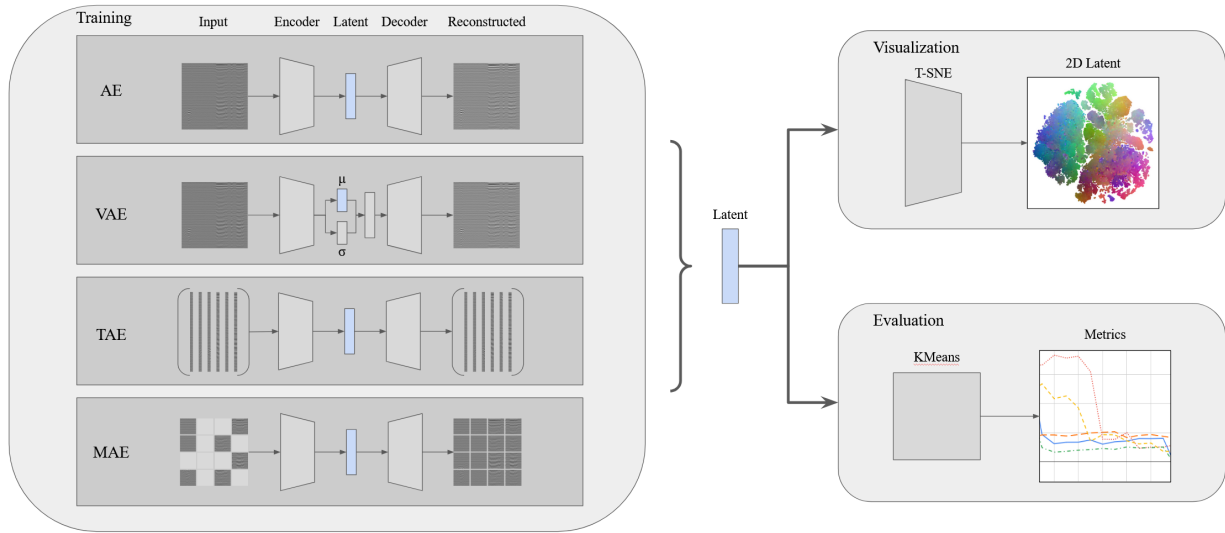 Training
Input Encoder Latent Decoder Reconstructed
AE
VAE
μ
σ
TAE
MAE
Latent
Visualization
T-SNE
2D Latent
Evaluation
KMeans
Metrics